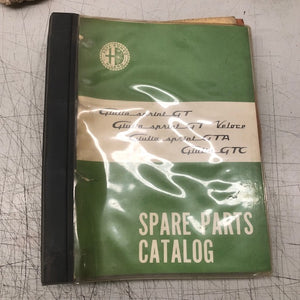 Giulia sprint GT
Giulia sprint GT Veloce
Giulia sprint GTA
Giulia GTC
SPARE PARTS
CATALOG